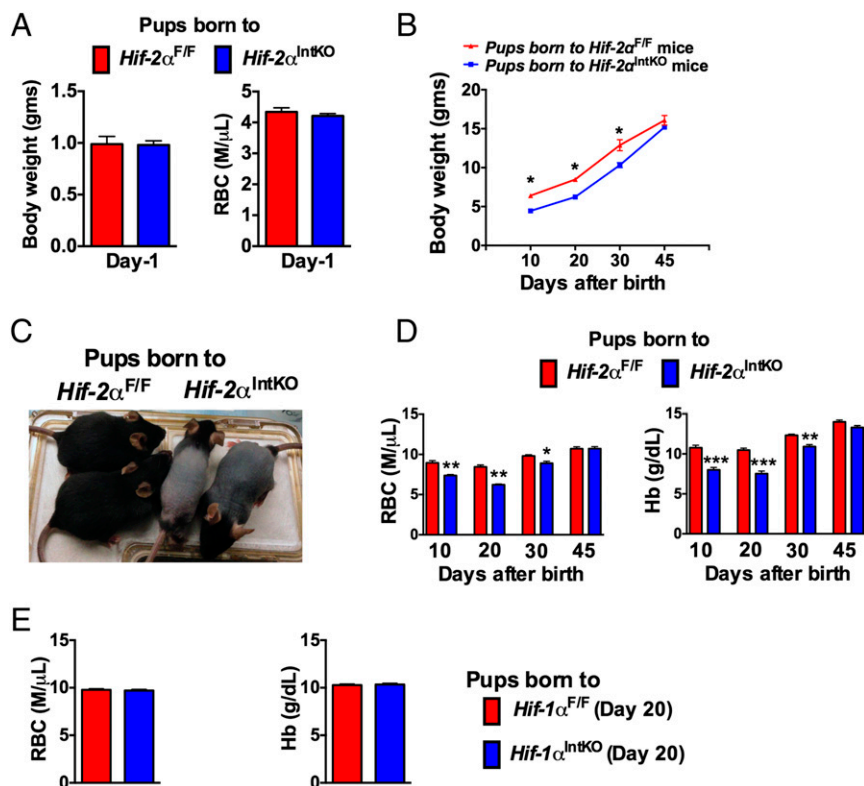 A
Pups born to
Hif-2α^F/F Hif-2α^IntKO
Body weight (gms)
1.5
1.0
0.5
0.0
Day-1
RBC (M/μL)
5
4
3
2
1
0
Day-1
B
Pups born to Hif-2α^F/F mice
Pups born to Hif-2α^IntKO mice
Body weight (gms)
20
15
10
5
0
* * *
10 20 30 45
Days after birth
C
Pups born to
Hif-2α^F/F Hif-2α^IntKO
D
Pups born to
Hif-2α^F/F Hif-2α^IntKO
RBC (M/μL)
15
10
5
0
** ** *
10 20 30 45
Days after birth
Hb (g/dL)
15
10
5
0
*** *** **
10 20 30 45
Days after birth
E
RBC (M/μL)
15
10
5
0
Hb (g/dL)
15
10
5
0
Pups born to
Hif-1α^F/F (Day 20)
Hif-1α^IntKO (Day 20)